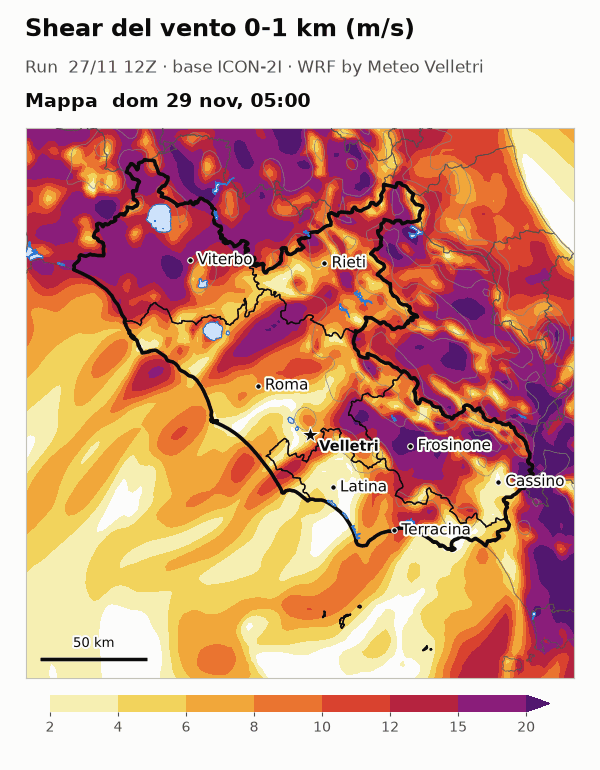 Shear del vento 0-1 km (m/s)
Run  27/11 12Z · base ICON-2I · WRF by Meteo Velletri
Mappa  dom 29 nov, 05:00
Viterbo
Rieti
Roma
Velletri
Frosinone
Latina
Cassino
Terracina
50 km
2 4 6 8 10 12 15 20